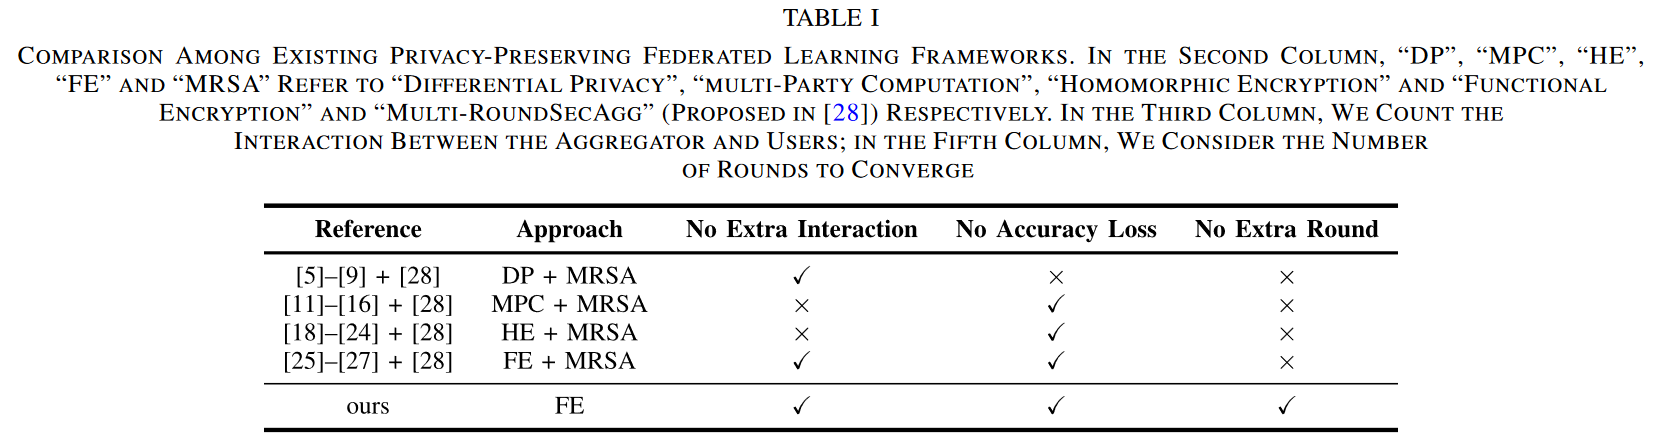 TABLE I
COMPARISON AMONG EXISTING PRIVACY-PRESERVING FEDERATED LEARNING FRAMEWORKS. IN THE SECOND COLUMN, “DP”, “MPC”, “HE”,
“FE” AND “MRSA” REFER TO “DIFFERENTIAL PRIVACY”, “MULTI-PARTY COMPUTATION”, “HOMOMORPHIC ENCRYPTION” AND “FUNCTIONAL
ENCRYPTION” AND “MULTI-ROUNDSECAGG” (PROPOSED IN [28]) RESPECTIVELY. IN THE THIRD COLUMN, WE COUNT THE
INTERACTION BETWEEN THE AGGREGATOR AND USERS; IN THE FIFTH COLUMN, WE CONSIDER THE NUMBER
OF ROUNDS TO CONVERGE
Reference Approach No Extra Interaction No Accuracy Loss No Extra Round
[5]–[9] + [28] DP + MRSA ✓ × ×
[11]–[16] + [28] MPC + MRSA × ✓ ×
[18]–[24] + [28] HE + MRSA × ✓ ×
[25]–[27] + [28] FE + MRSA ✓ ✓ ×
ours FE ✓ ✓ ✓